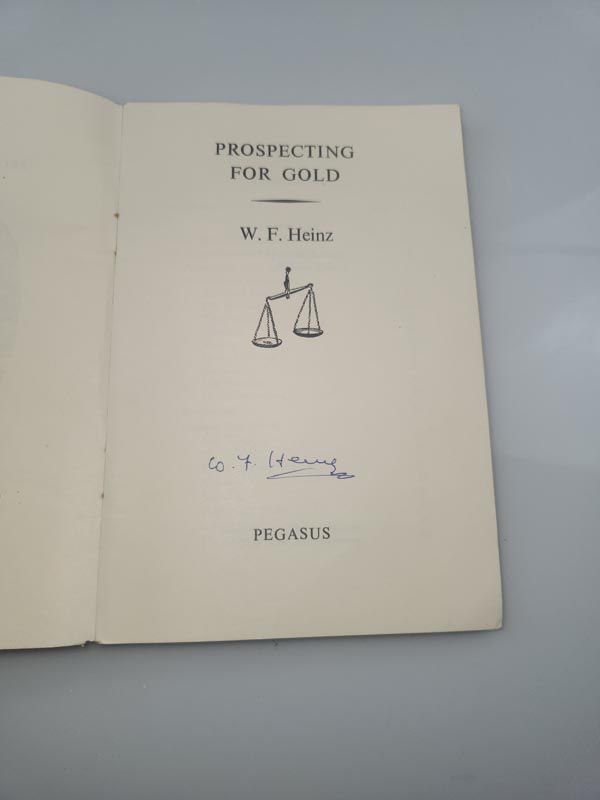 PROSPECTING
FOR GOLD
W. F. Heinz
W. F. Heinz
PEGASUS